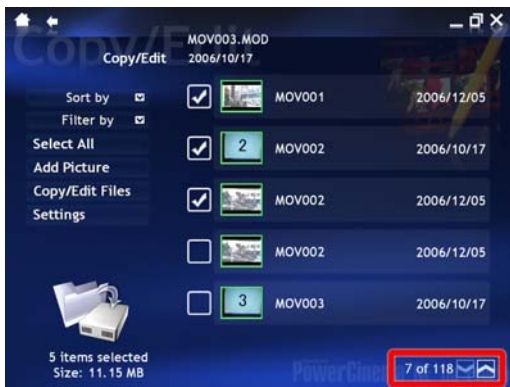 Copy/Edit
MOV003.MOD
Copy/Edit 2006/10/17
Sort by
Filter by
Select All
Add Picture
Copy/Edit Files
Settings
MOV001 2006/12/05
2 MOV002 2006/10/17
MOV002 2006/12/05
MOV002 2006/12/05
3 MOV003 2006/10/17
5 items selected
Size: 11.15 MB
7 of 118